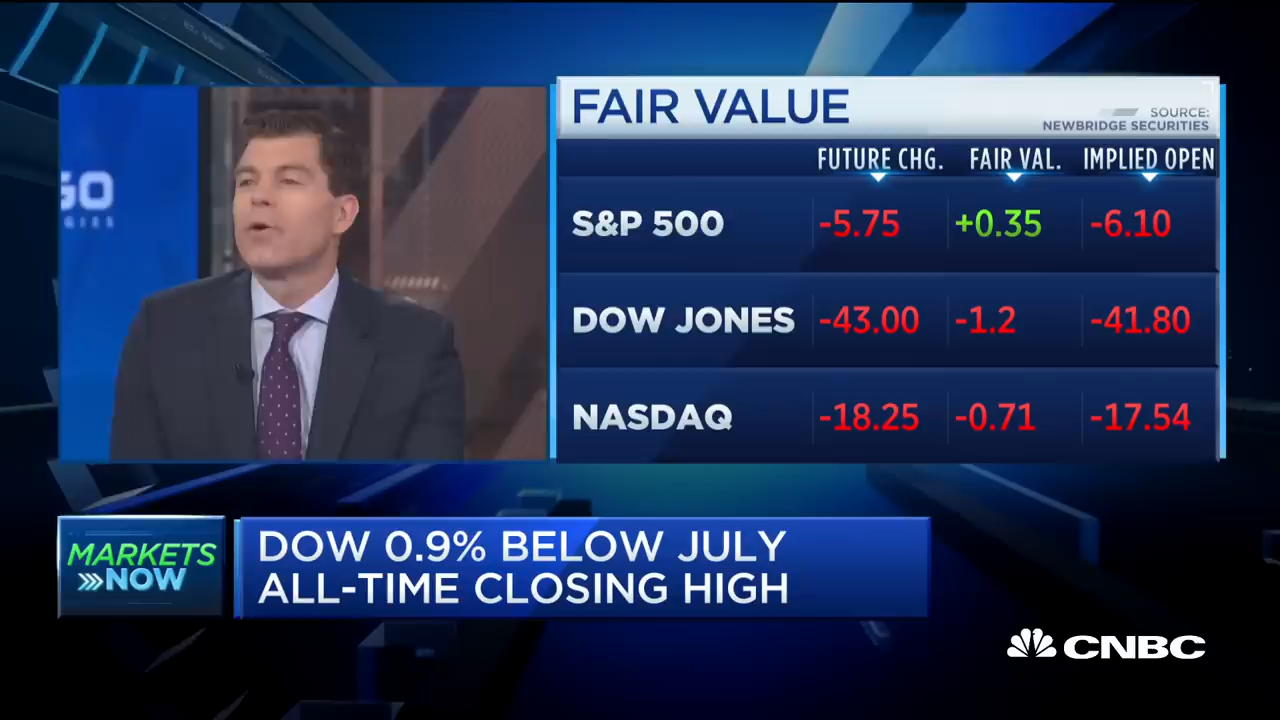 FAIR VALUE
SOURCE:
NEWBRIDGE SECURITIES
FUTURE CHG. FAIR VAL. IMPLIED OPEN
S&P 500 -5.75 +0.35 -6.10
DOW JONES -43.00 -1.2 -41.80
NASDAQ -18.25 -0.71 -17.54
MARKETS
NOW
DOW 0.9% BELOW JULY
ALL-TIME CLOSING HIGH
CNBC